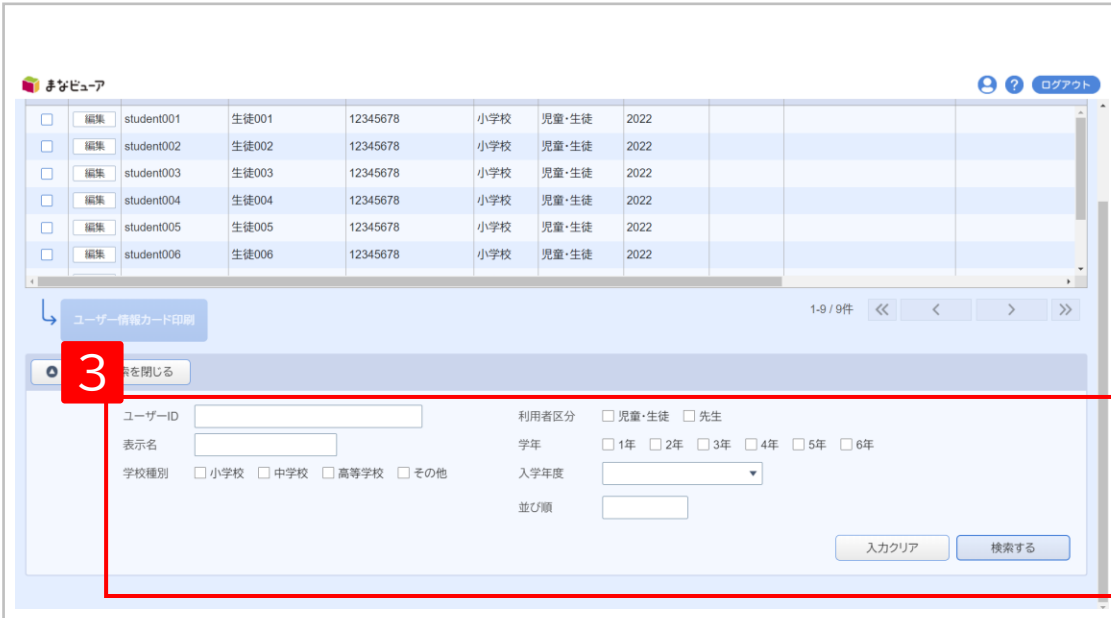 まなビューア ? ログアウト
編集 student001 生徒001 12345678 小学校 児童・生徒 2022
編集 student002 生徒002 12345678 小学校 児童・生徒 2022
編集 student003 生徒003 12345678 小学校 児童・生徒 2022
編集 student004 生徒004 12345678 小学校 児童・生徒 2022
編集 student005 生徒005 12345678 小学校 児童・生徒 2022
編集 student006 生徒006 12345678 小学校 児童・生徒 2022
ユーザー情報カード印刷 1-9 / 9件
3 を閉じる
ユーザーID 利用者区分 児童・生徒 先生
表示名 学年 1年 2年 3年 4年 5年 6年
学校種別 小学校 中学校 高等学校 その他 入学年度
並び順
入力クリア 検索する